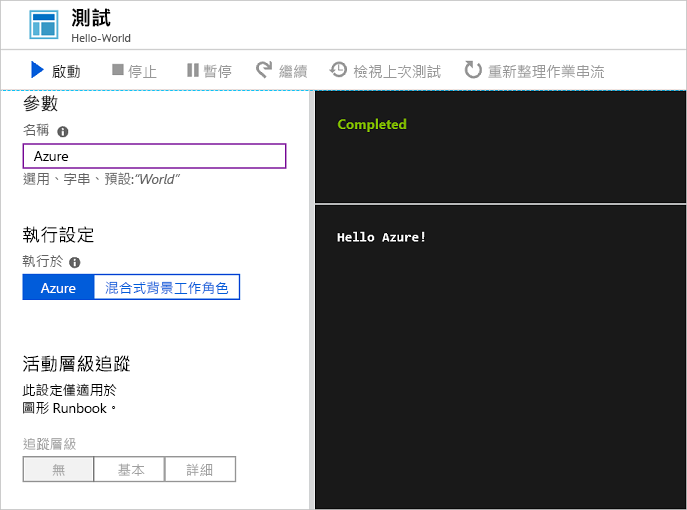 測試
Hello-World
啟動 停止 暫停 繼續 檢視上次測試 重新整理作業串流
參數
名稱
Azure
選用、字串、預設:“World”
執行設定
執行於
Azure 混合式背景工作角色
活動層級追蹤
此設定僅適用於
圖形 Runbook。
追蹤層級
無 基本 詳細
Completed
Hello Azure!